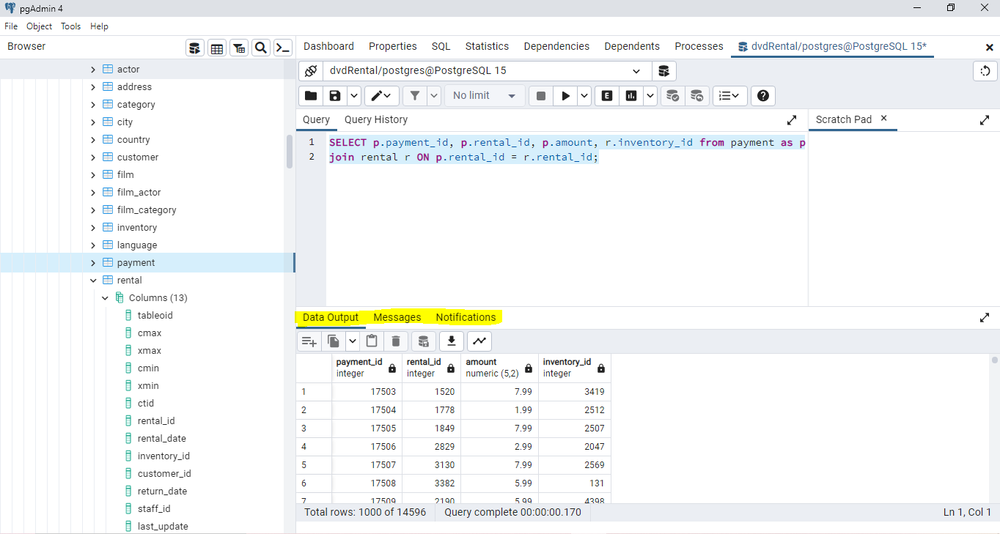 pgAdmin 4
File Object Tools Help
Browser
Dashboard Properties SQL Statistics Dependencies Dependents Processes dvdRental/postgres@PostgreSQL 15*
actor
address
category
city
country
customer
film
film_actor
film_category
inventory
language
payment
rental
Columns (13)
tableoid
cmax
xmax
cmin
xmin
ctid
rental_id
rental_date
inventory_id
customer_id
return_date
staff_id
last_update
dvdRental/postgres@PostgreSQL 15
No limit
E
Query Query History
Scratch Pad
1 SELECT p.payment_id, p.rental_id, p.amount, r.inventory_id from payment as p
2 join rental r ON p.rental_id = r.rental_id;
Data Output Messages Notifications
payment_id rental_id amount inventory_id
integer integer numeric (5,2) integer
1 17503 1520 7.99 3419
2 17504 1778 1.99 2512
3 17505 1849 7.99 2507
4 17506 2829 2.99 2047
5 17507 3130 7.99 2569
6 17508 3382 5.99 131
7 17509 2190 5.99 4398
Total rows: 1000 of 14596 Query complete 00:00:00.170 Ln 1, Col 1